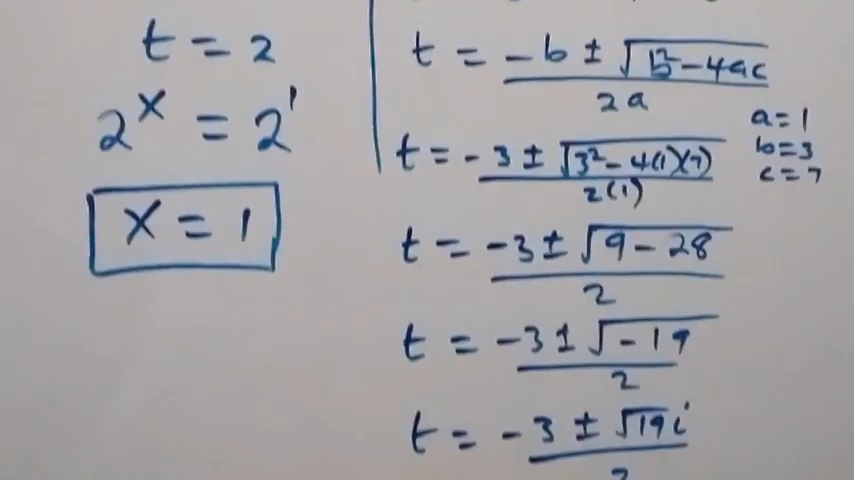 t = 2
2^x = 2^1
x = 1
t = -b ± √b² - 4ac / 2a
a = 1
b = 3
c = 7
t = -3 ± √3² - 4(1)(7) / 2(1)
t = -3 ± √9 - 28 / 2
t = -3 ± √-19 / 2
t = -3 ± √19 i / 2